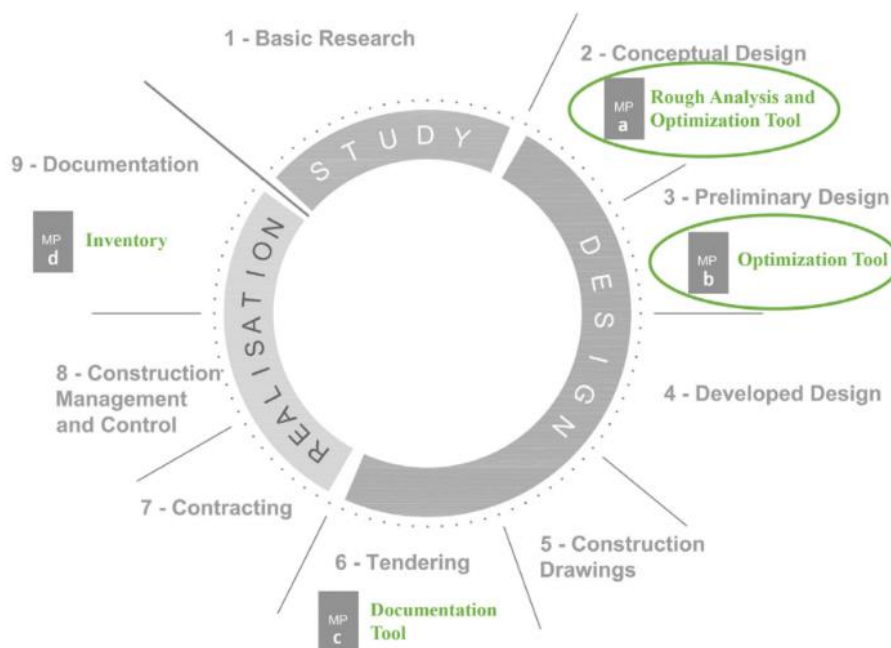 1 - Basic Research
2 - Conceptual Design
MP
a
Rough Analysis and
Optimization Tool
3 - Preliminary Design
MP
b
Optimization Tool
4 - Developed Design
5 - Construction
Drawings
6 - Tendering
MP
c
Documentation
Tool
7 - Contracting
8 - Construction
Management
and Control
9 - Documentation
MP
d
Inventory
STUDY
DESIGN
REALISATION